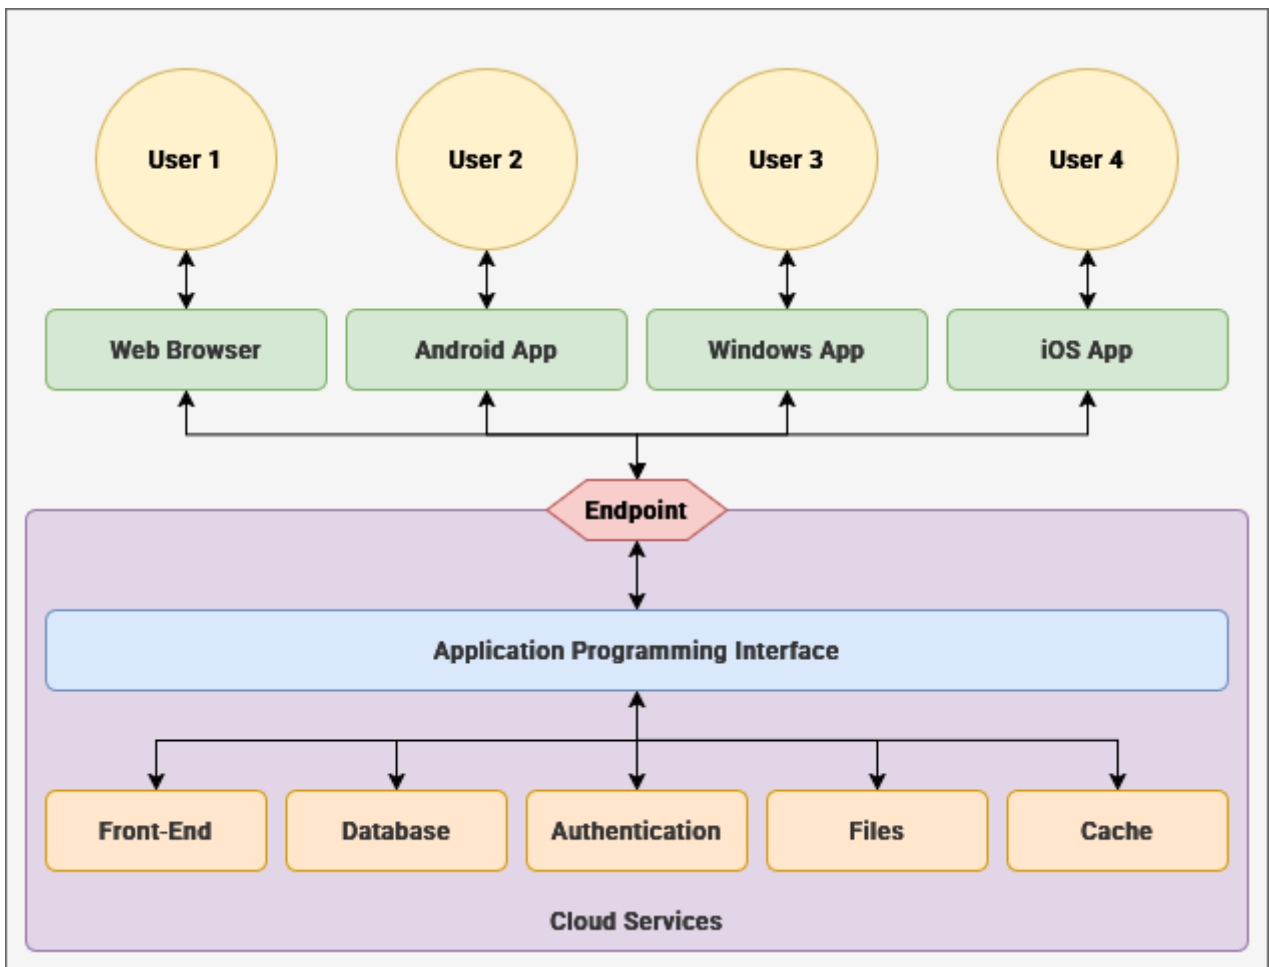 User 1
User 2
User 3
User 4
Web Browser
Android App
Windows App
iOS App
Endpoint
Application Programming Interface
Front-End
Database
Authentication
Files
Cache
Cloud Services